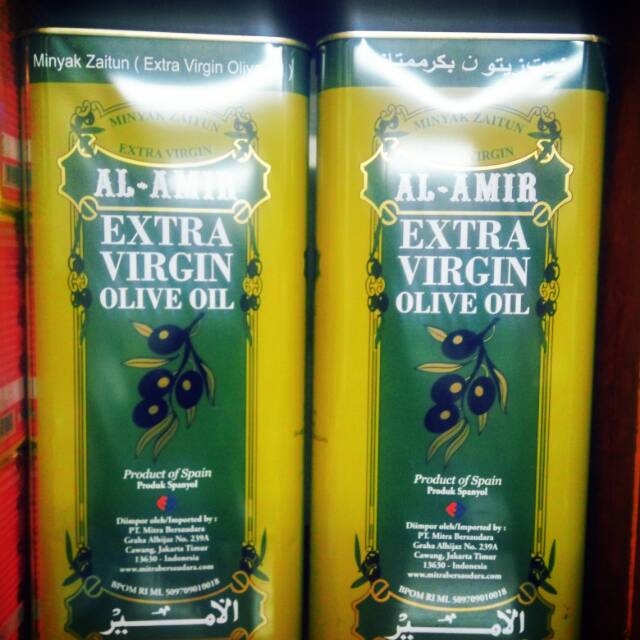 Minyak Zaitun ( Extra Virgin
MINYAK ZAITUN
EXTRA VIRGIN
AL-AMIR
EXTRA
VIRGIN
OLIVE OIL
Product of Spain
Produk Spanyol
Diimpor oleh/Imported by :
PT. Mitra Bersaudara
Graha Alhijaz No. 239A
Cawang, Jakarta Timur
13630 - Indonesia
www.mitrabersaudara.com
BPOM RI ML 509709010018
الامير
زيتون بكر
MINYAK ZAITUN
VIRGIN
AL-AMIR
EXTRA
VIRGIN
OLIVE OIL
Product of Spain
Produk Spanyol
Diimpor oleh/Imported by :
PT. Mitra Bersaudara
Graha Alhijaz No. 239A
Cawang, Jakarta Timur
13630 - Indonesia
www.mitrabersaudara.com
BPOM RI ML 509709010018
الامير